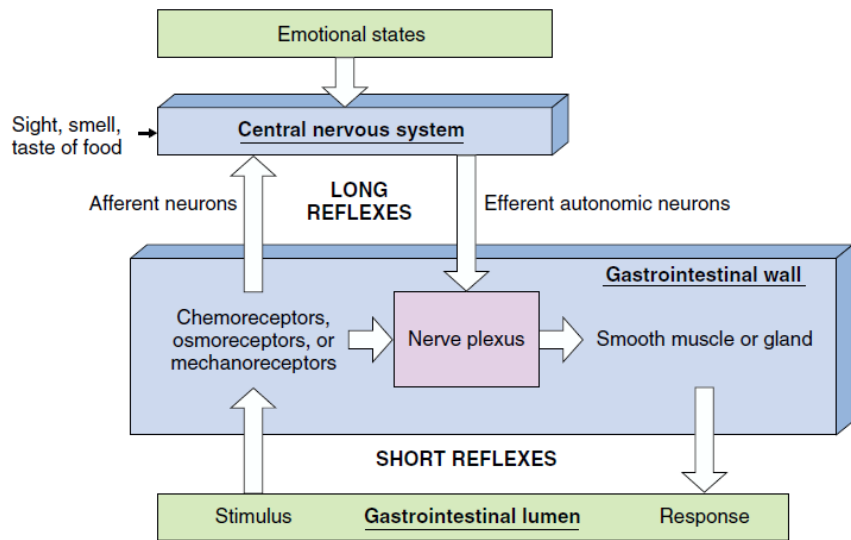 Emotional states
Sight, smell,
taste of food
Central nervous system
Afferent neurons
LONG
REFLEXES
Efferent autonomic neurons
Gastrointestinal wall
Chemoreceptors,
osmoreceptors, or
mechanoreceptors
Nerve plexus
Smooth muscle or gland
SHORT REFLEXES
Stimulus
Gastrointestinal lumen
Response